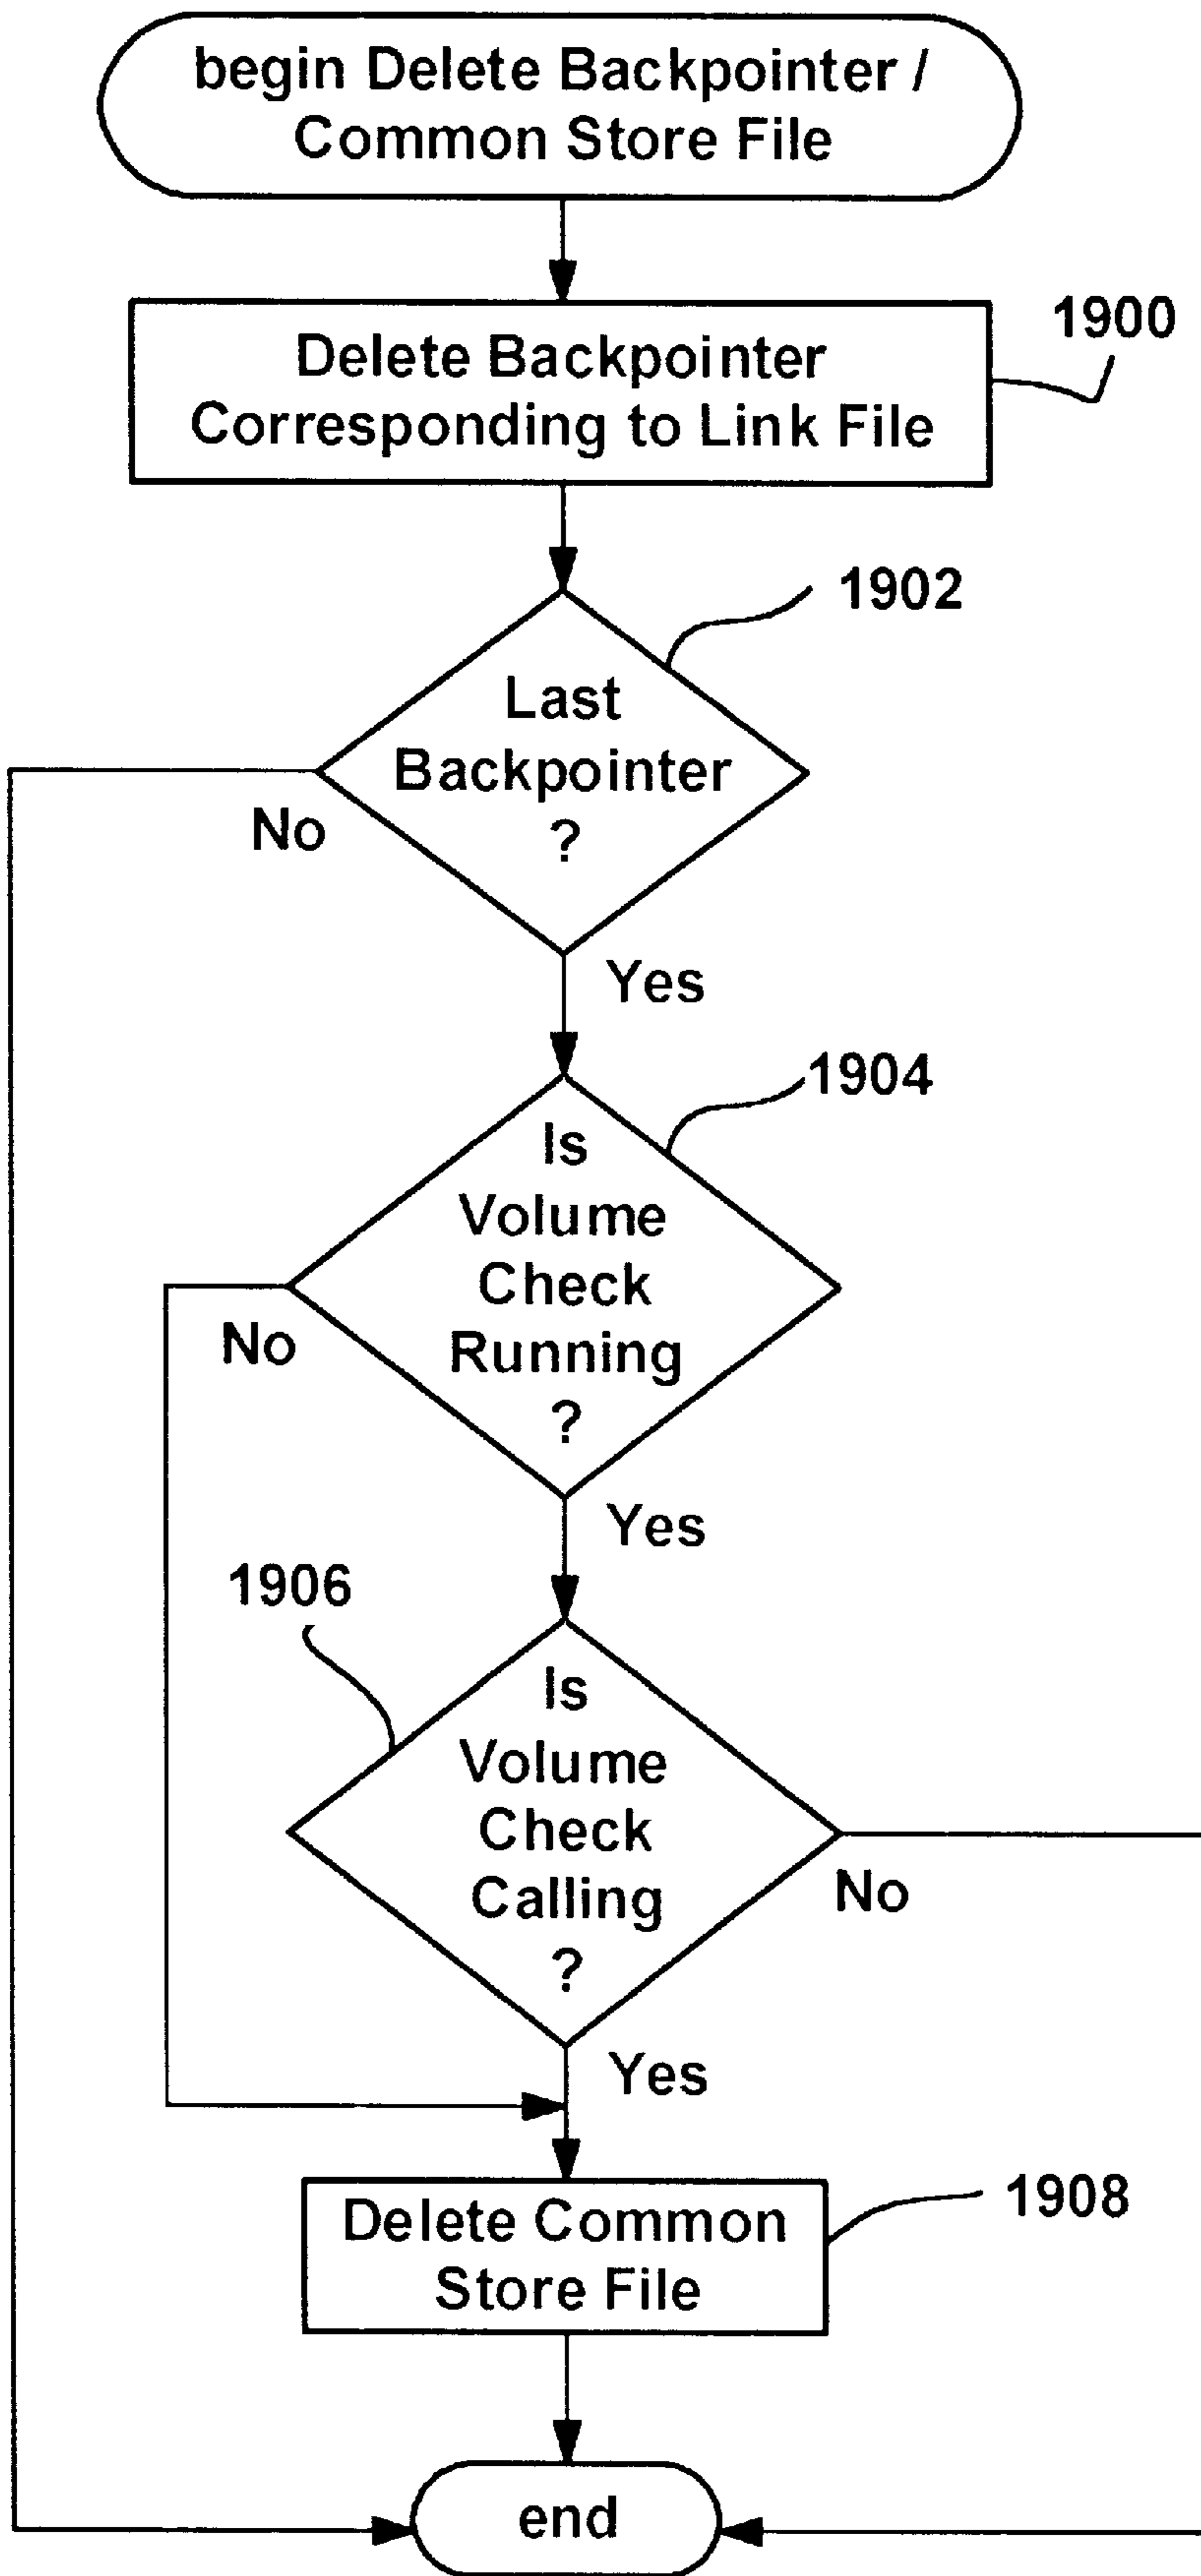 begin Delete Backpointer /
Common Store File
1900
Delete Backpointer
Corresponding to Link File
1902
Last
Backpointer
?
No
Yes
1904
Is
Volume
Check
Running
?
No
Yes
1906
Is
Volume
Check
Calling
?
No
Yes
1908
Delete Common
Store File
end